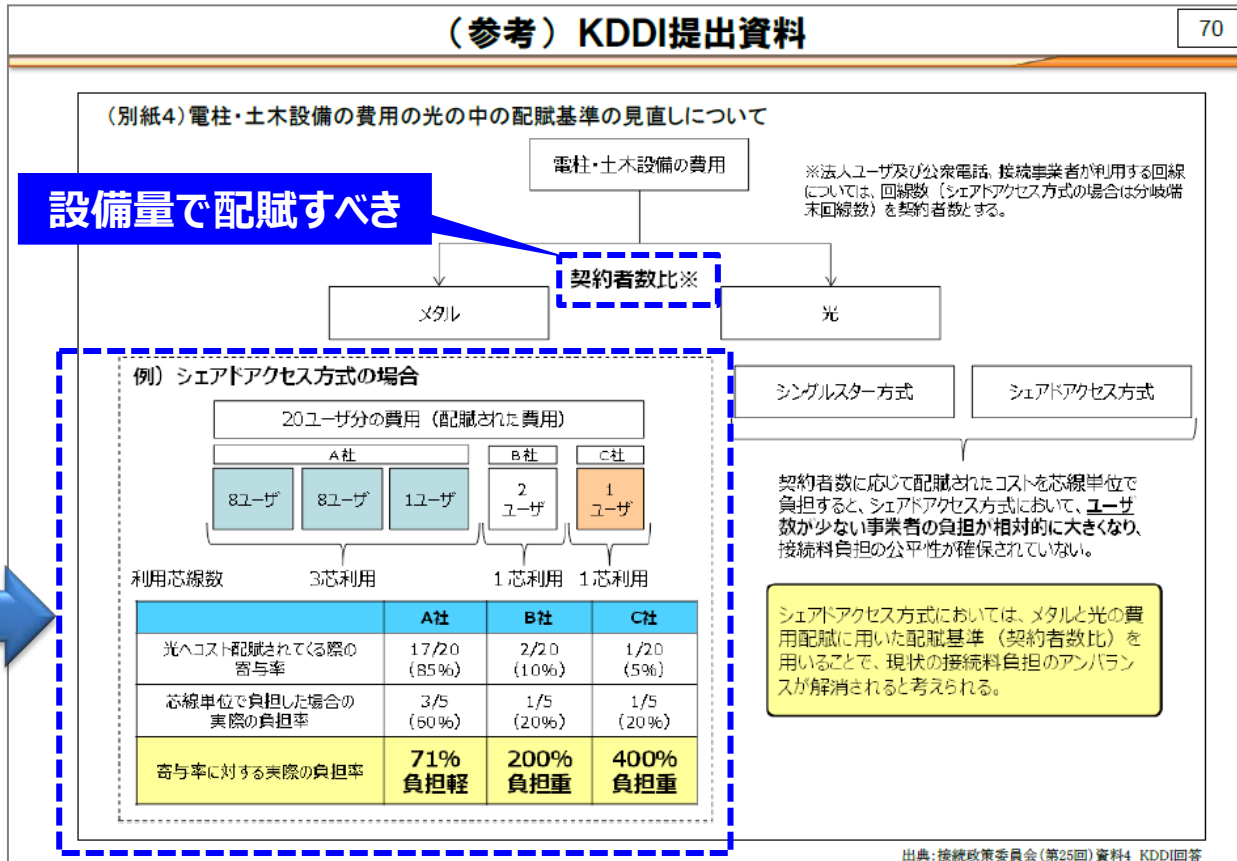 （参考）KDDI提出資料
70
（別紙4）電柱・土木設備の費用の光の中の配賦基準の見直しについて
電柱・土木設備の費用
※法人ユーザ及び公衆電話、接続事業者が利用する回線
については、回線数（シェアドアクセス方式の場合は分岐端
末回線数）を契約者数とする。
設備量で配賦すべき
契約者数比※
メタル
光
例）シェアドアクセス方式の場合
20ユーザ分の費用（配賦された費用）
A社
B社
C社
8ユーザ
8ユーザ
1ユーザ
2
ユーザ
1
ユーザ
利用芯線数
3芯利用
1芯利用
1芯利用
A社
B社
C社
光へコスト配賦されてくる際の
寄与率
17/20
(85%)
2/20
(10%)
1/20
(5%)
芯線単位で負担した場合の
実際の負担率
3/5
(60%)
1/5
(20%)
1/5
(20%)
寄与率に対する実際の負担率
71%
負担軽
200%
負担重
400%
負担重
シングルスター方式
シェアドアクセス方式
契約者数に応じて配賦されたコストを芯線単位で
負担すると、シェアドアクセス方式において、ユーザ
数が少ない事業者の負担が相対的に大きくなり、
接続料負担の公平性が確保されていない。
シェアドアクセス方式においては、メタルと光の費
用配賦に用いた配賦基準（契約者数比）を
用いることで、現状の接続料負担のアンバラン
スが解消されると考えられる。
出典：接続政策委員会（第25回）資料4 KDDI回答